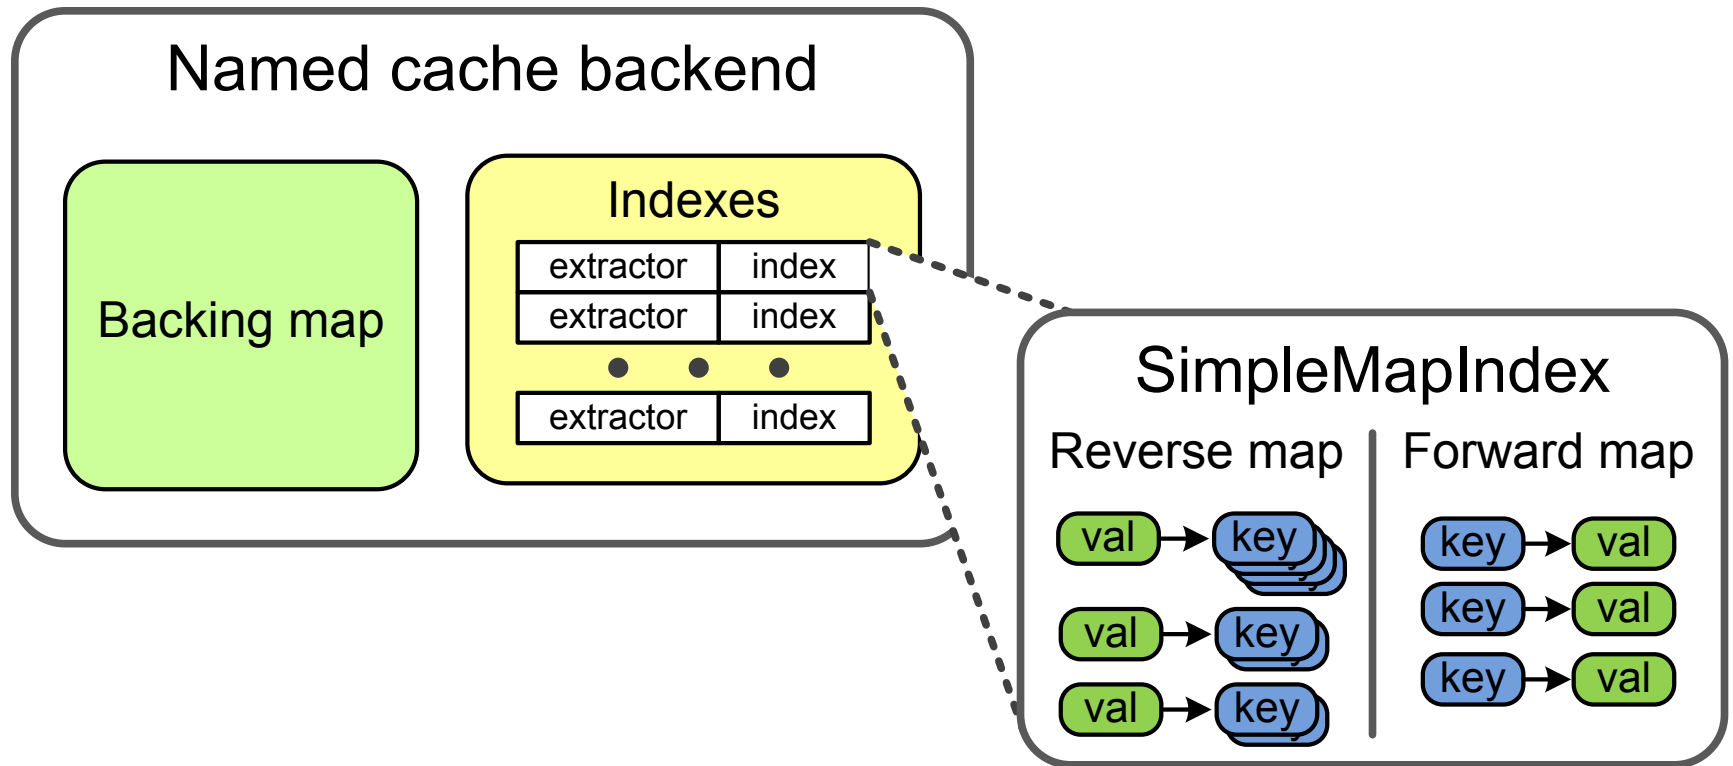 Named cache backend
Backing map
Indexes
extractor index
extractor index
extractor index
SimpleMapIndex
Reverse map
Forward map
val key
val key
val key
key val
key val
key val